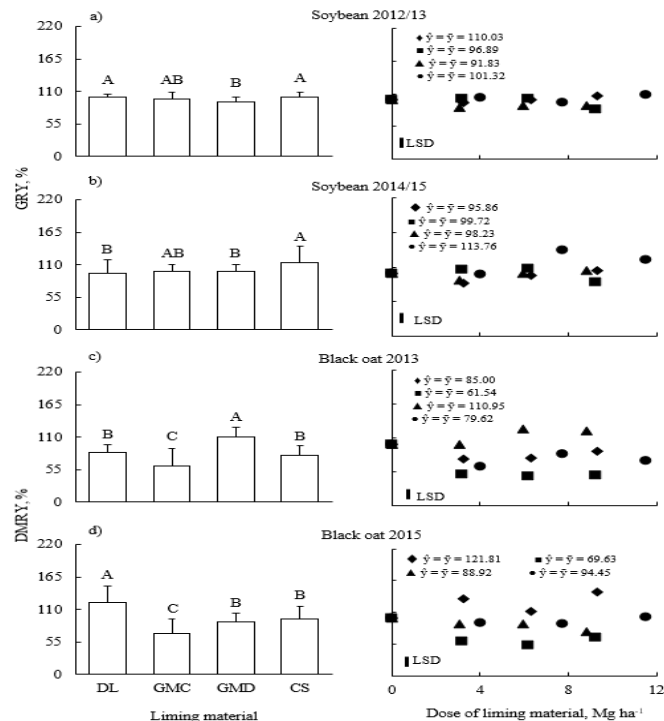 a)
Soybean 2012/13
220
165
110
55
0
A
AB
B
A
ŷ = ȳ = 110.03
ŷ = ȳ = 96.89
ŷ = ȳ = 91.83
ŷ = ȳ = 101.32
LSD
GRY, %
b)
Soybean 2014/15
220
165
110
55
0
B
AB
B
A
ŷ = ȳ = 95.86
ŷ = ȳ = 99.72
ŷ = ȳ = 98.23
ŷ = ȳ = 113.76
LSD
c)
Black oat 2013
220
165
110
55
0
B
C
A
B
ŷ = ȳ = 85.00
ŷ = ȳ = 61.54
ŷ = ȳ = 110.95
ŷ = ȳ = 79.62
LSD
DMRY, %
d)
Black oat 2015
220
165
110
55
0
A
C
B
B
ŷ = ȳ = 121.81
ŷ = ȳ = 69.63
ŷ = ȳ = 88.92
ŷ = ȳ = 94.45
LSD
DL GMC GMD CS
0 4 8 12
Liming material
Dose of liming material, Mg ha⁻¹